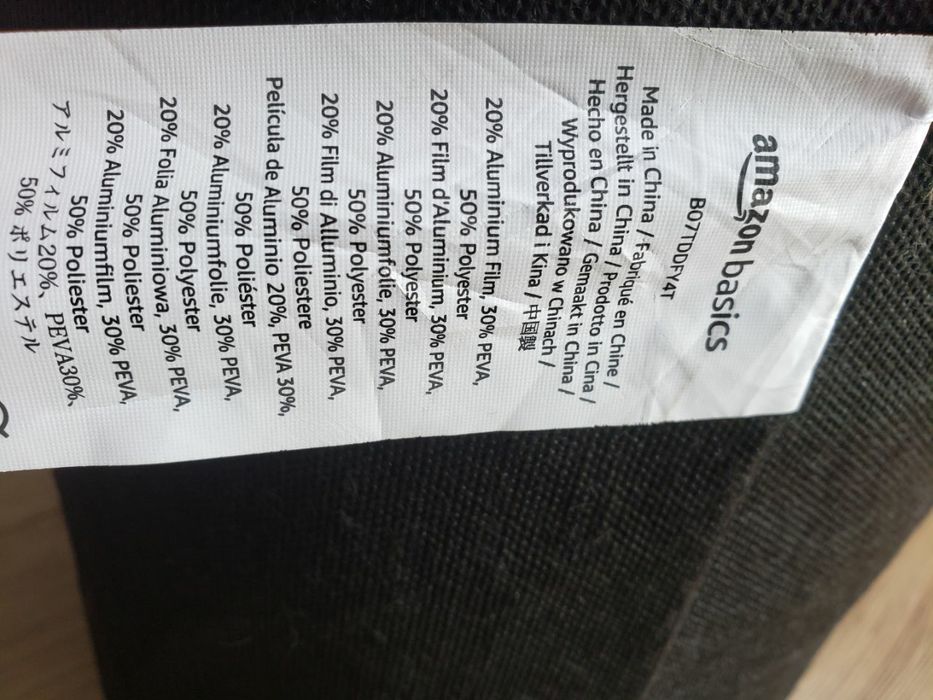 amazon basics
B07TDDFY4T
Made in China / Fabriqué en Chine /
Hergestellt in China / Prodotto in Cina /
Hecho en China / Gemaakt in China /
Wyprodukowano w Chinach /
Tillverkad i Kina / 中国製
20% Aluminium Film, 30% PEVA,
50% Polyester
20% Film d'Aluminium, 30% PEVA,
50% Polyester
20% Aluminiumfolie, 30% PEVA,
50% Polyester
20% Film di Alluminio, 30% PEVA,
50% Poliestere
Película de Aluminio 20%, PEVA 30%,
50% Poliéster
20% Aluminiumfolie, 30% PEVA,
50% Polyester
20% Folia Aluminiowa, 30% PEVA,
50% Poliester
20% Aluminiumfilm, 30% PEVA,
50% Poliester
アルミフィルム20%、PEVA30%、
50% ポリエステル